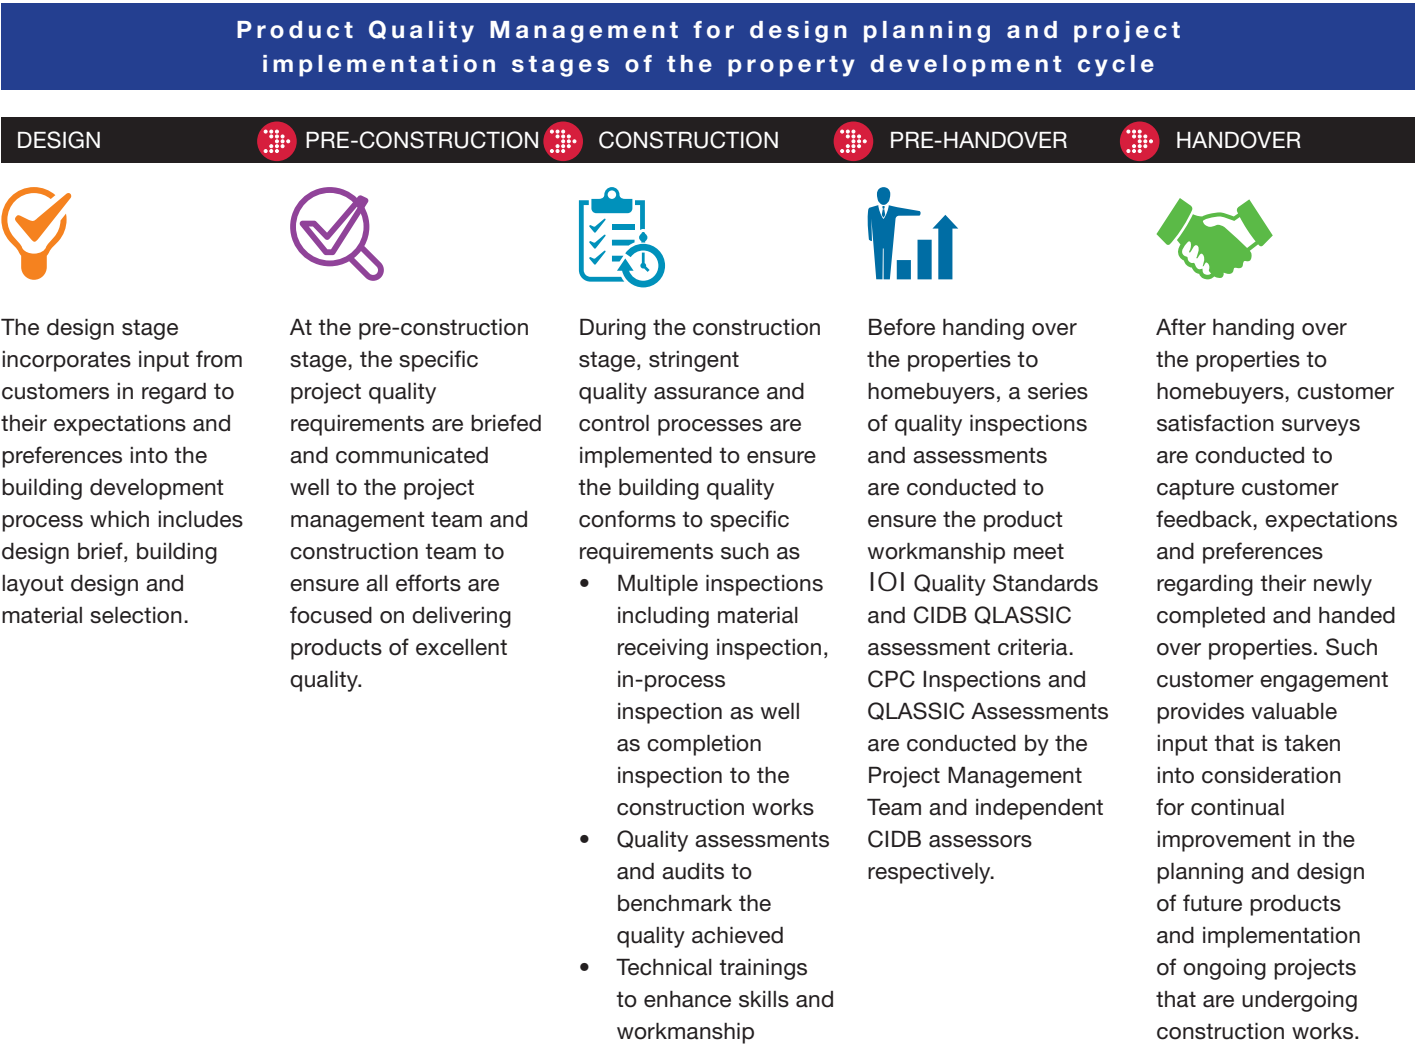 Product Quality Management for design planning and project
implementation stages of the property development cycle
DESIGN
PRE-CONSTRUCTION
CONSTRUCTION
PRE-HANDOVER
HANDOVER
The design stage
incorporates input from
customers in regard to
their expectations and
preferences into the
building development
process which includes
design brief, building
layout design and
material selection.
At the pre-construction
stage, the specific
project quality
requirements are briefed
and communicated
well to the project
management team and
construction team to
ensure all efforts are
focused on delivering
products of excellent
quality.
During the construction
stage, stringent
quality assurance and
control processes are
implemented to ensure
the building quality
conforms to specific
requirements such as
• Multiple inspections
including material
receiving inspection,
in-process
inspection as well
as completion
inspection to the
construction works
• Quality assessments
and audits to
benchmark the
quality achieved
• Technical trainings
to enhance skills and
workmanship
Before handing over
the properties to
homebuyers, a series
of quality inspections
and assessments
are conducted to
ensure the product
workmanship meet
IOI Quality Standards
and CIDB QLASSIC
assessment criteria.
CPC Inspections and
QLASSIC Assessments
are conducted by the
Project Management
Team and independent
CIDB assessors
respectively.
After handing over
the properties to
homebuyers, customer
satisfaction surveys
are conducted to
capture customer
feedback, expectations
and preferences
regarding their newly
completed and handed
over properties. Such
customer engagement
provides valuable
input that is taken
into consideration
for continual
improvement in the
planning and design
of future products
and implementation
of ongoing projects
that are undergoing
construction works.